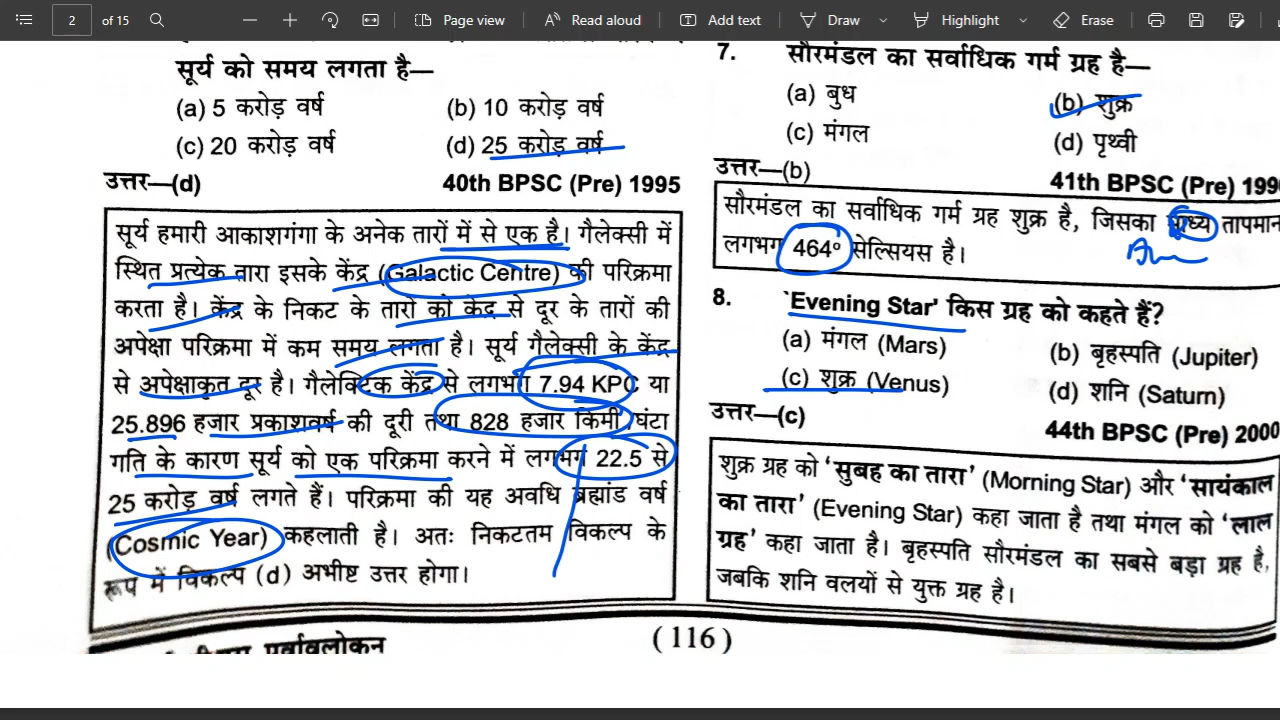 2 of 15 Page view Read aloud Add text Draw Highlight Erase
सूर्य को समय लगता है—
(a) 5 करोड़ वर्ष (b) 10 करोड़ वर्ष
(c) 20 करोड़ वर्ष (d) 25 करोड़ वर्ष
उत्तर—(d) 40th BPSC (Pre) 1995
सूर्य हमारी आकाशगंगा के अनेक तारों में से एक है। गैलेक्सी में
स्थित प्रत्येक तारा इसके केंद्र (Galactic Centre) की परिक्रमा
करता है। केंद्र के निकट के तारों को केंद्र से दूर के तारों की
अपेक्षा परिक्रमा में कम समय लगता है। सूर्य गैलेक्सी के केंद्र
से अपेक्षाकृत दूर है। गैलेक्टिक केंद्र से लगभग 7.94 KPC या
25.896 हजार प्रकाशवर्ष की दूरी तथा 828 हजार किमी./घंटा
गति के कारण सूर्य को एक परिक्रमा करने में लगभग 22.5 से
25 करोड़ वर्ष लगते हैं। परिक्रमा की यह अवधि ब्रह्मांड वर्ष
(Cosmic Year) कहलाती है। अतः निकटतम विकल्प के
रूप में विकल्प (d) अभीष्ट उत्तर होगा।
7. सौरमंडल का सर्वाधिक गर्म ग्रह है—
(a) बुध (b) शुक्र
(c) मंगल (d) पृथ्वी
उत्तर—(b)
41th BPSC (Pre) 199
सौरमंडल का सर्वाधिक गर्म ग्रह शुक्र है, जिसका माध्य तापमान
लगभग 464° सेल्सियस है।
8. `Evening Star' किस ग्रह को कहते हैं?
(a) मंगल (Mars) (b) बृहस्पति (Jupiter)
(c) शुक्र (Venus) (d) शनि (Saturn)
उत्तर—(c)
44th BPSC (Pre) 2000
शुक्र ग्रह को 'सुबह का तारा' (Morning Star) और 'सायंकाल
का तारा' (Evening Star) कहा जाता है तथा मंगल को 'लाल
ग्रह' कहा जाता है। बृहस्पति सौरमंडल का सबसे बड़ा ग्रह है,
जबकि शनि वलयों से युक्त ग्रह है।
(116)